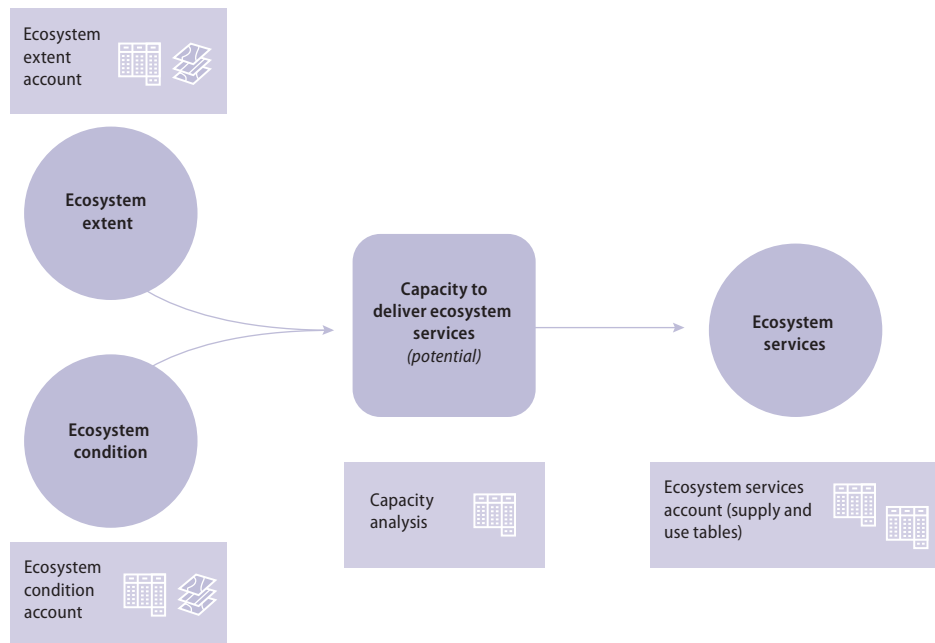 Ecosystem
extent
account
Ecosystem
extent
Capacity to
deliver ecosystem
services
(potential)
Ecosystem
services
Ecosystem
condition
Capacity
analysis
Ecosystem services
account (supply and
use tables)
Ecosystem
condition
account